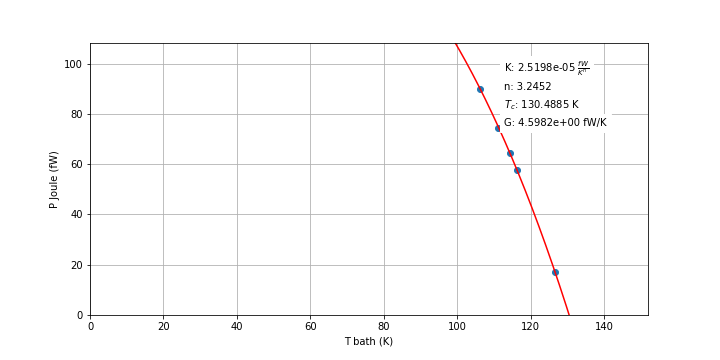 100
80
60
40
20
0
P Joule (fW)
K: 2.5198e-05 fW/Kⁿ
n: 3.2452
T_c: 130.4885 K
G: 4.5982e+00 fW/K
0 20 40 60 80 100 120 140
T bath (K)